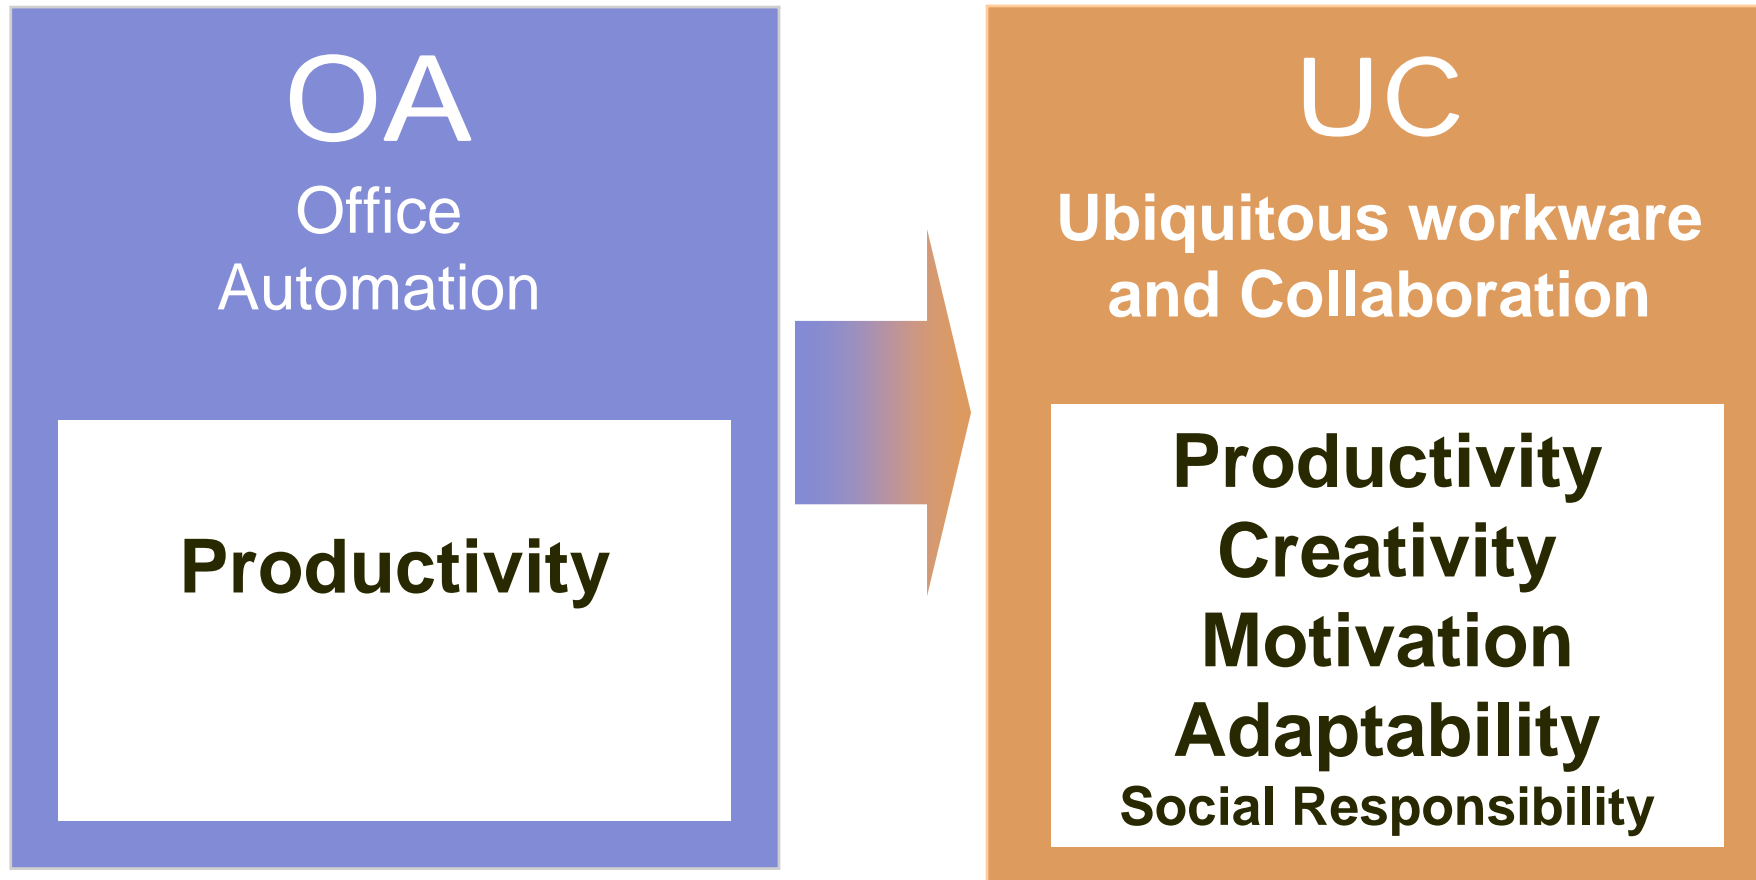 OA
Office
Automation
Productivity
UC
Ubiquitous workware
and Collaboration
Productivity
Creativity
Motivation
Adaptability
Social Responsibility